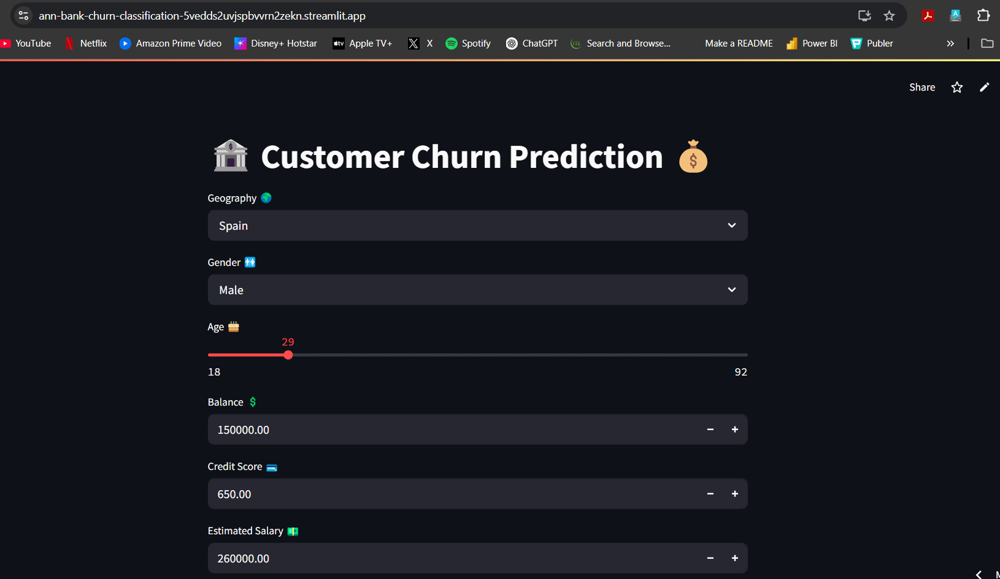 ann-bank-churn-classification-5vedds2uvjspbvvrn2zekn.streamlit.app
YouTube Netflix Amazon Prime Video Disney+ Hotstar tv Apple TV+ X Spotify ChatGPT YTS Search and Browse... Make a README Power BI Publer
Share
Customer Churn Prediction
Geography
Spain
Gender
Male
Age
29
18 92
Balance $
150000.00 - +
Credit Score
650.00 - +
Estimated Salary
260000.00 - +